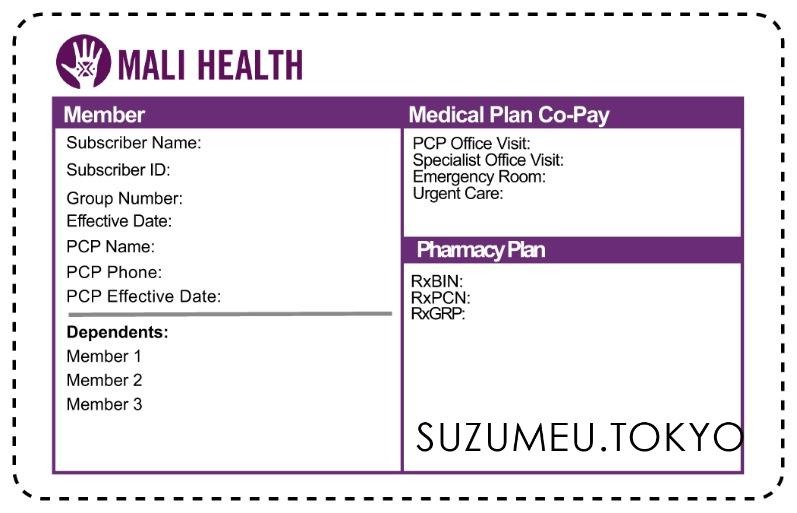 MALI HEALTH
Member
Subscriber Name:
Subscriber ID:
Group Number:
Effective Date:
PCP Name:
PCP Phone:
PCP Effective Date:
Dependents:
Member 1
Member 2
Member 3
Medical Plan Co-Pay
PCP Office Visit:
Specialist Office Visit:
Emergency Room:
Urgent Care:
Pharmacy Plan
RxBIN:
RxPCN:
RxGRP:
SUZUMEU.TOKYO